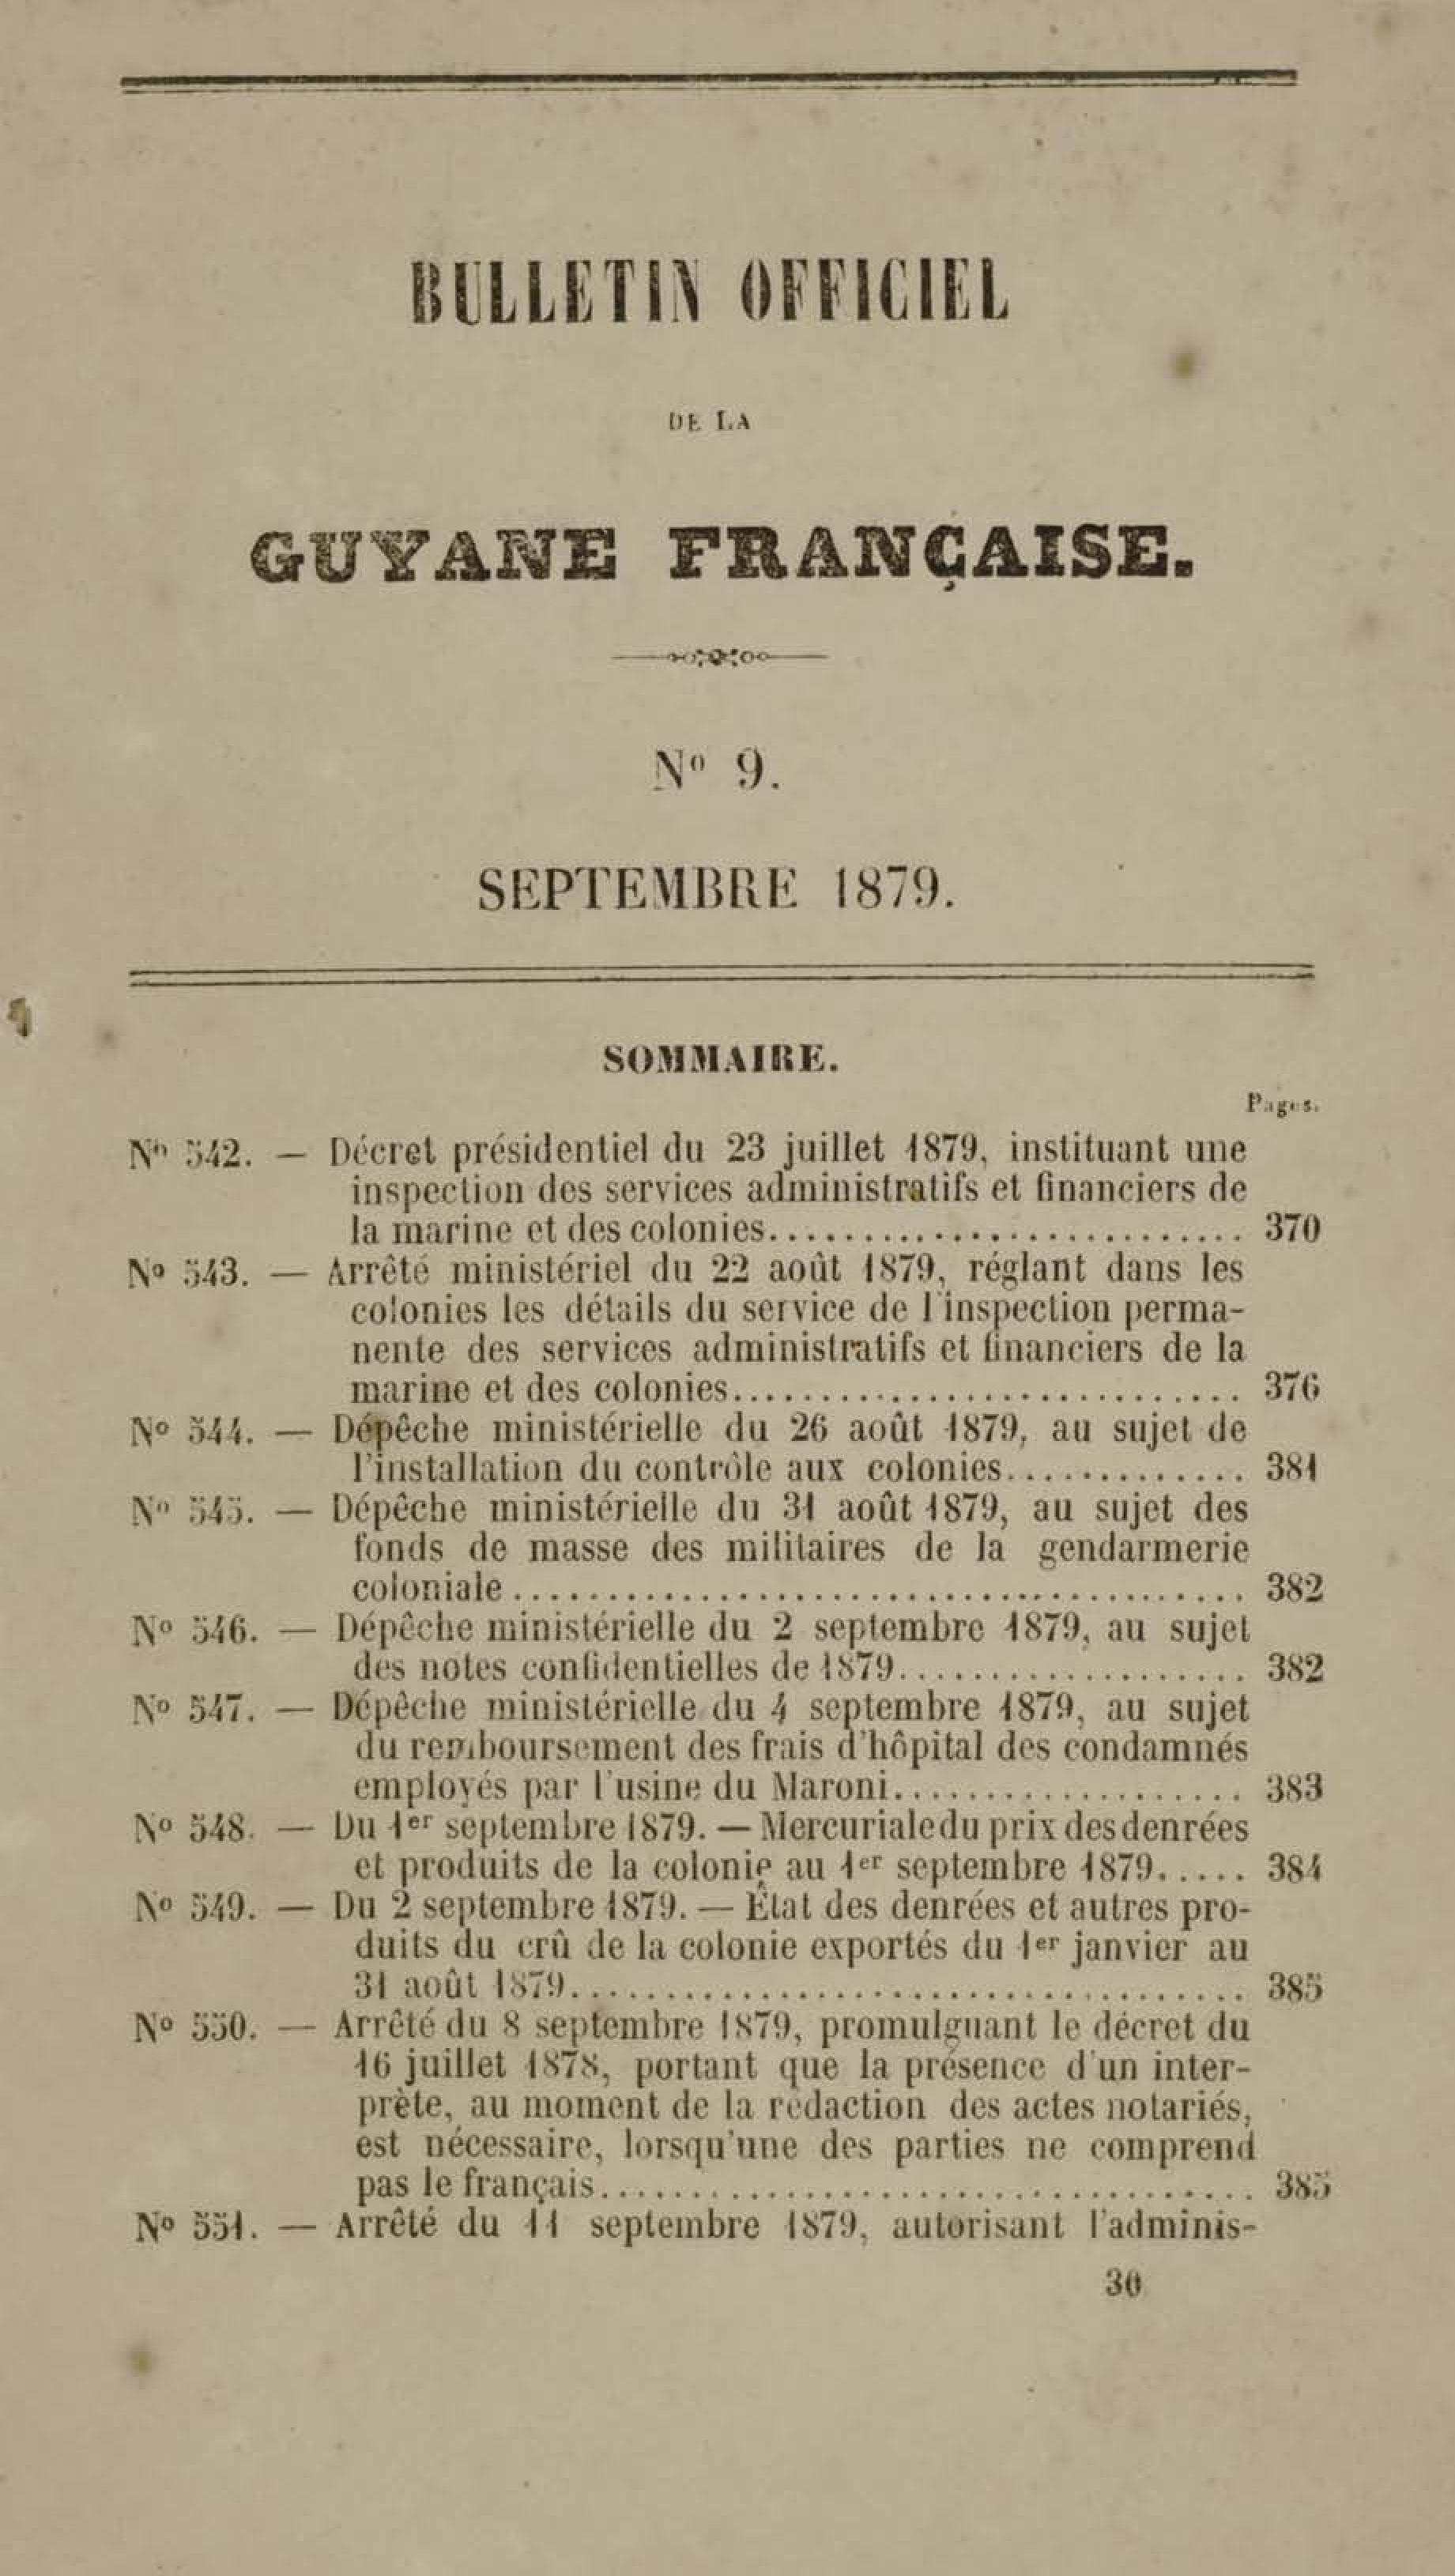 BULLETIN OFFICIEL
DE LA
GUYANE FRANÇAISE.
Nº 9.
SEPTEMBRE 1879.
SOMMAIRE.
Pages.
Nº 542. — Décret présidentiel du 23 juillet 1879, instituant une
inspection des services administratifs et financiers de
la marine et des colonies.......................... 370
Nº 543. — Arrêté ministériel du 22 août 1879, réglant dans les
colonies les détails du service de l'inspection perma-
nente des services administratifs et financiers de la
marine et des colonies............................ 376
Nº 544. — Dépêche ministérielle du 26 août 1879, au sujet de
l'installation du contrôle aux colonies............. 381
Nº 545. — Dépêche ministérielle du 31 août 1879, au sujet des
fonds de masse des militaires de la gendarmerie
coloniale ........................................ 382
Nº 546. — Dépêche ministérielle du 2 septembre 1879, au sujet
des notes confidentielles de 1879................... 382
Nº 547. — Dépêche ministérielle du 4 septembre 1879, au sujet
du remboursement des frais d'hôpital des condamnés
employés par l'usine du Maroni................... 383
Nº 548. — Du 1er septembre 1879. — Mercuriale du prix des denrées
et produits de la colonie au 1er septembre 1879..... 384
Nº 549. — Du 2 septembre 1879. — État des denrées et autres pro-
duits du crû de la colonie exportés du 1er janvier au
31 août 1879..................................... 385
Nº 550. — Arrêté du 8 septembre 1879, promulguant le décret du
16 juillet 1878, portant que la présence d'un inter-
prète, au moment de la rédaction des actes notariés,
est nécessaire, lorsqu'une des parties ne comprend
pas le français.................................... 385
Nº 551. — Arrêté du 11 septembre 1879, autorisant l'adminis-
30